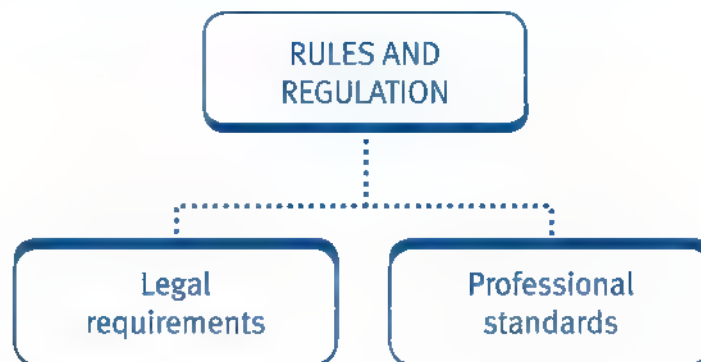 RULES AND
REGULATION
Legal
requirements
Professional
standards